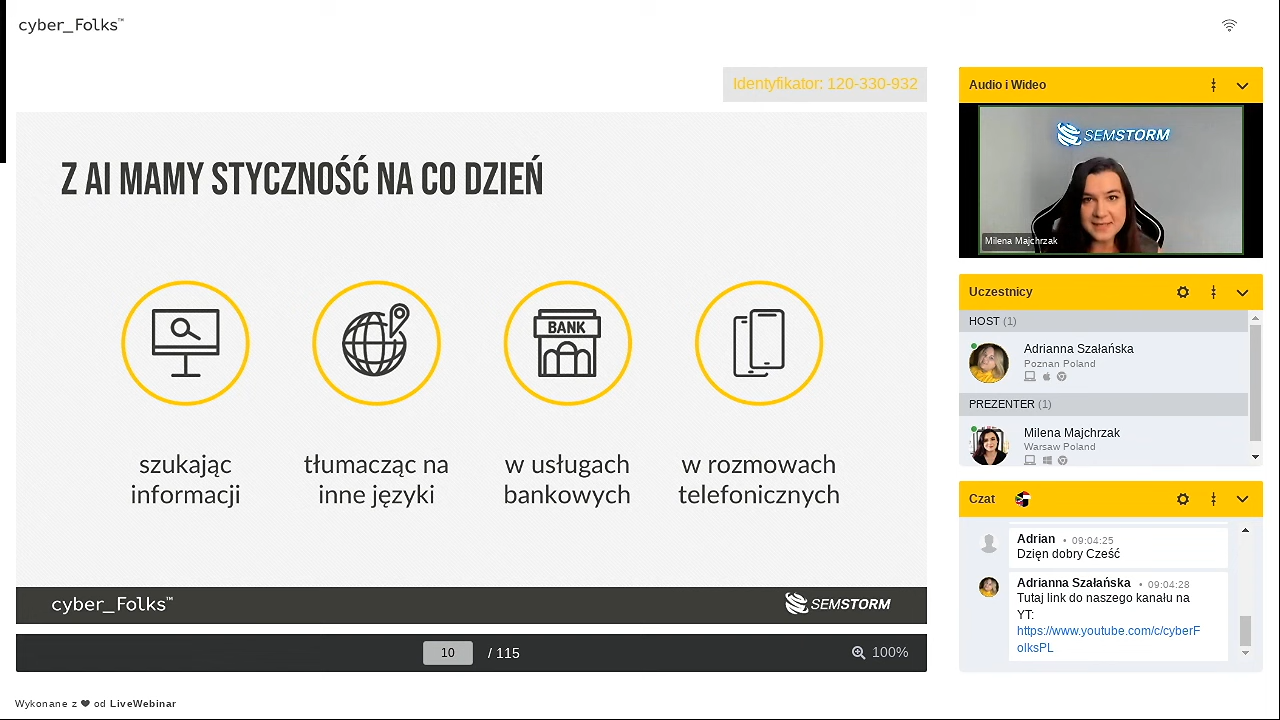 cyber_Folks™
Identyfikator: 120-330-932
Z AI MAMY STYCZNOŚĆ NA CO DZIEŃ
BANK
szukając
informacji
tłumacząc na
inne języki
w usługach
bankowych
w rozmowach
telefonicznych
cyber_Folks™
SEMSTORM
10 / 115
100%
Wykonane z ❤ od LiveWebinar
Audio i Wideo
SEMSTORM
Milena Majchrzak
Uczestnicy
HOST (1)
Adrianna Szałańska
Poznan Poland
PREZENTER (1)
Milena Majchrzak
Warsaw Poland
Czat
Adrian • 09:04:25
Dzięn dobry Cześć
Adrianna Szałańska • 09:04:28
Tutaj link do naszego kanału na
YT:
https://www.youtube.com/c/cyberF
olksPL